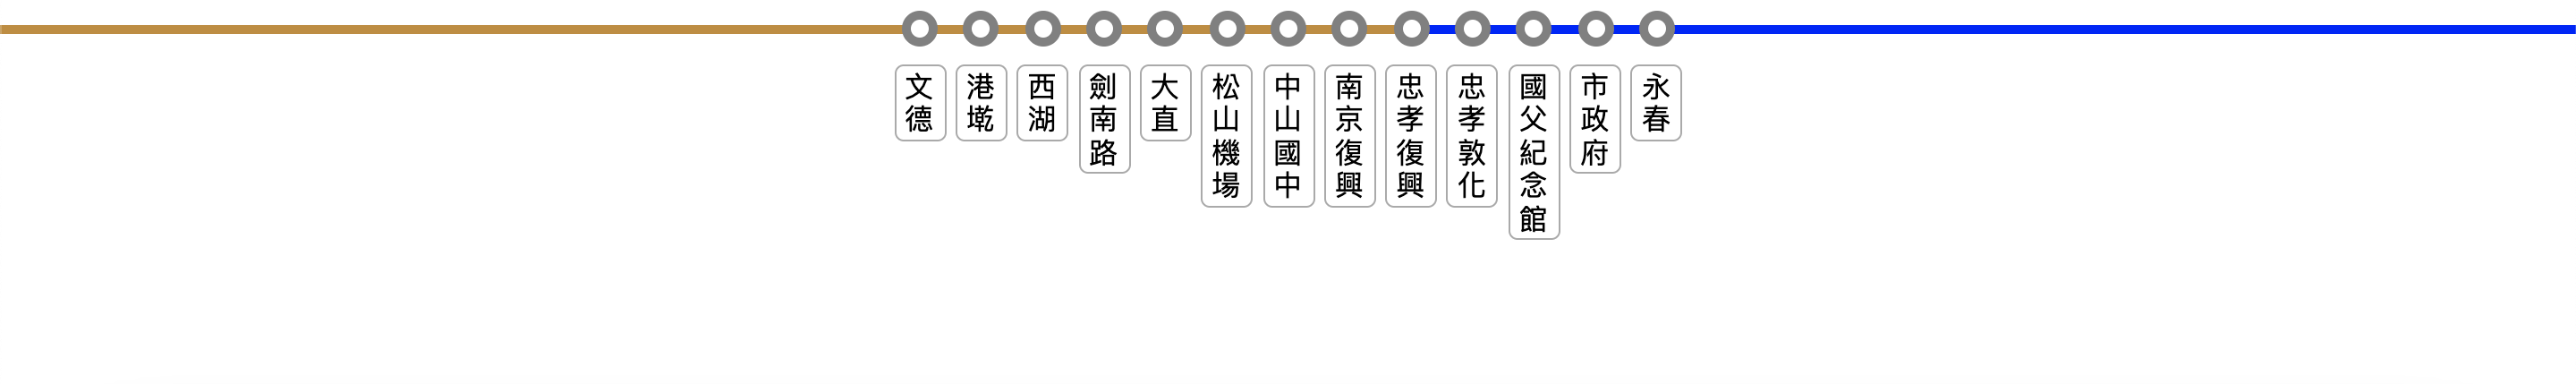 文德
港墘
西湖
劍南路
大直
松山機場
中山國中
南京復興
忠孝復興
忠孝敦化
國父紀念館
市政府
永春